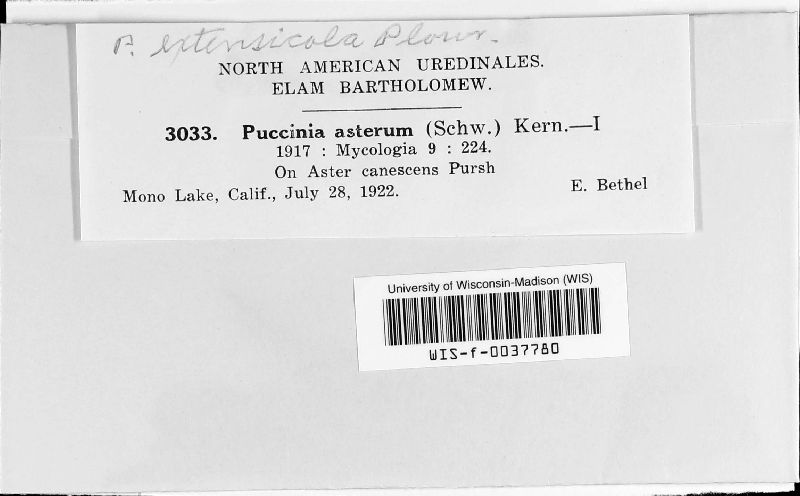 P. extensicola Plowr.
NORTH AMERICAN UREDINALES.
ELAM BARTHOLOMEW.
3033. Puccinia asterum (Schw.) Kern.—I
1917 : Mycologia 9 : 224.
On Aster canescens Pursh
Mono Lake, Calif., July 28, 1922. E. Bethel
University of Wisconsin-Madison (WIS)
WIS-f-0037780